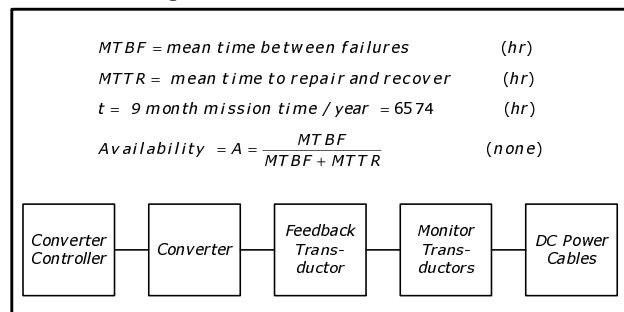 MTBF = mean time between failures (hr)
MTTR = mean time to repair and recover (hr)
t = 9 month mission time / year = 6574 (hr)
Availability = A = MTBF / MTBF + MTTR (none)
Converter
Controller
Converter
Feedback
Trans-
ductor
Monitor
Trans-
ductors
DC Power
Cables